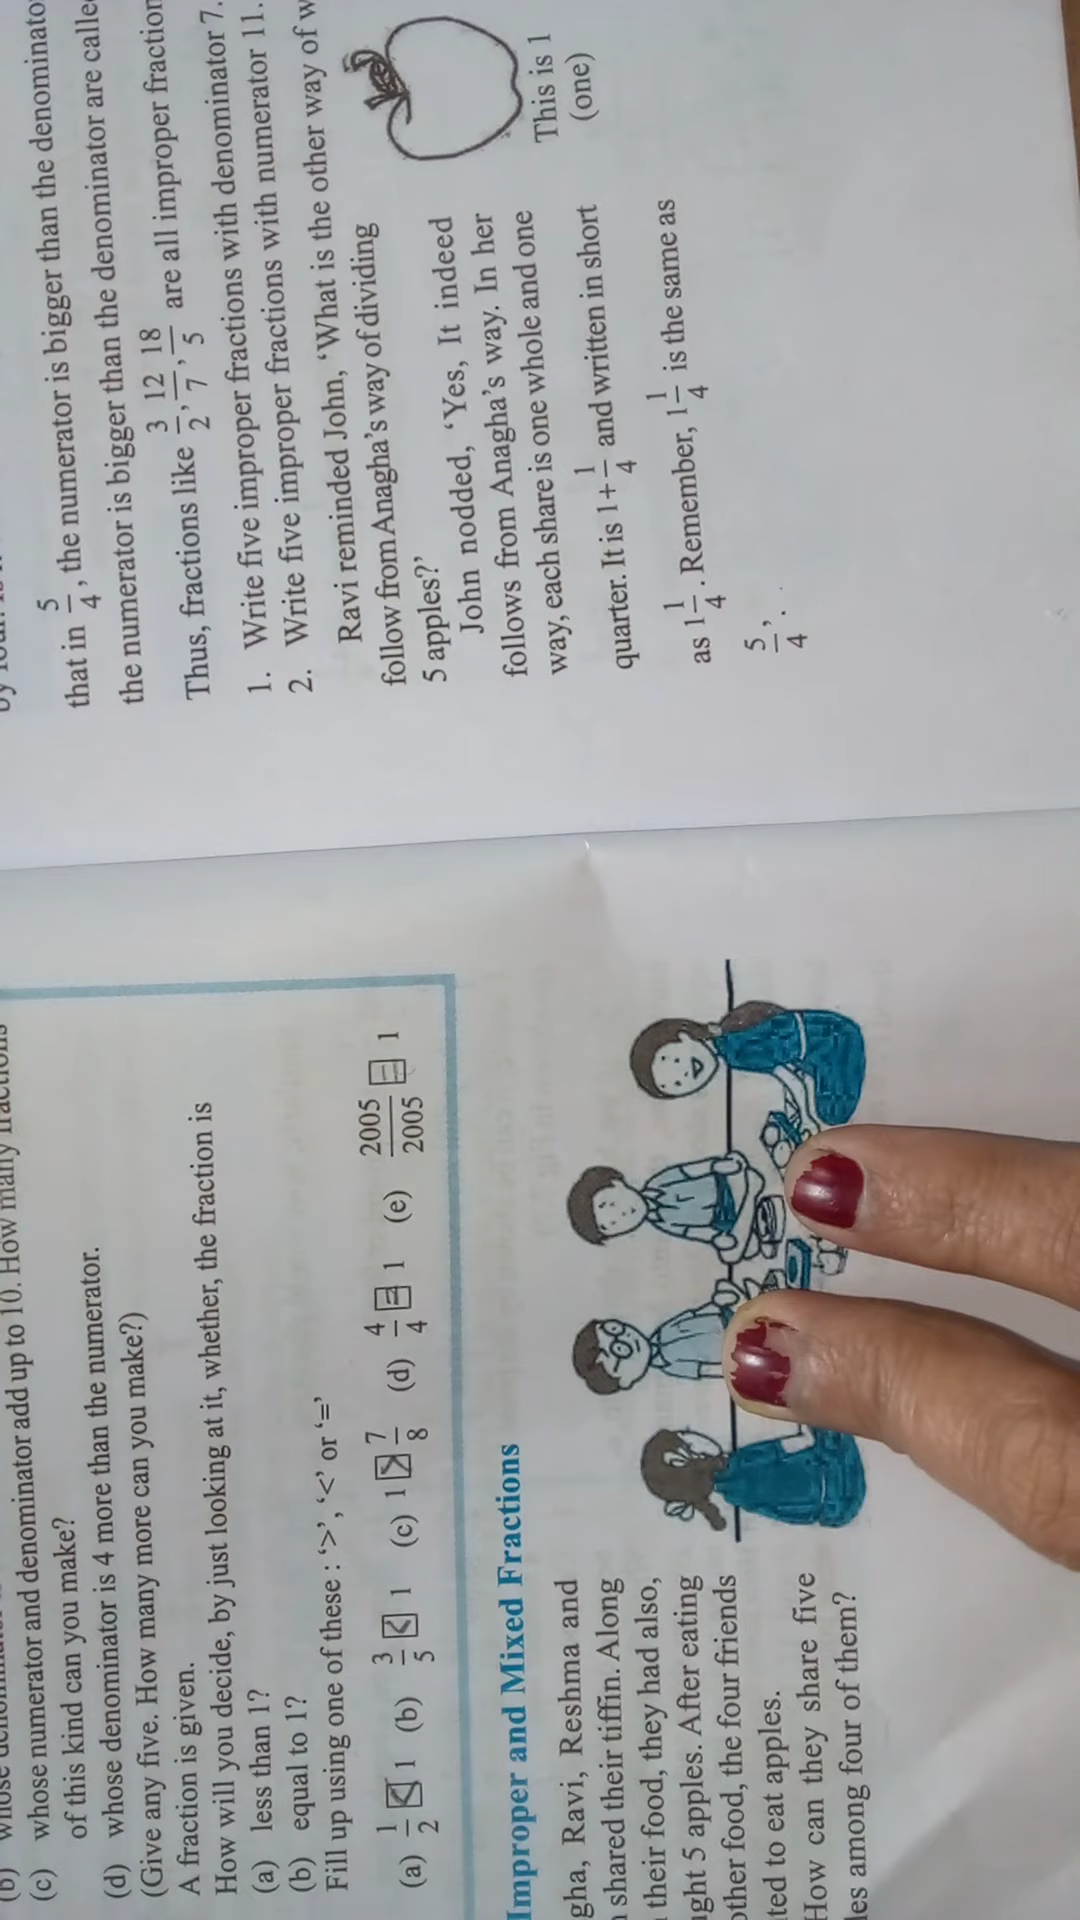 whose numerator and denominator add up to 10. How many fractions
(c)
of this kind can you make?
(d) whose denominator is 4 more than the numerator.
(Give any five. How many more can you make?)
A fraction is given.
How will you decide, by just looking at it, whether, the fraction is
(a) less than 1?
(b) equal to 1?
Fill up using one of these : '>', '<' or '='
(a) 1/2 < 1 (b) 3/5 < 1 (c) 1 > 7/8 (d) 4/4 = 1 (e) 2005/2005 = 1
Improper and Mixed Fractions
gha, Ravi, Reshma and
shared their tiffin. Along
their food, they had also,
ght 5 apples. After eating
other food, the four friends
ted to eat apples.
How can they share five
les among four of them?
that in 5/4, the numerator is bigger than the denominator
the numerator is bigger than the denominator are called
Thus, fractions like 3/2, 12/7, 18/5 are all improper fraction
1. Write five improper fractions with denominator 7.
2. Write five improper fractions with numerator 11.
Ravi reminded John, 'What is the other way of
follow from Anagha's way of dividing
5 apples?'
John nodded, 'Yes, It indeed
follows from Anagha's way. In her
way, each share is one whole and one
quarter. It is 1 + 1/4 and written in short
as 1 1/4. Remember, 1 1/4 is the same as
5/4,.
This is 1
(one)